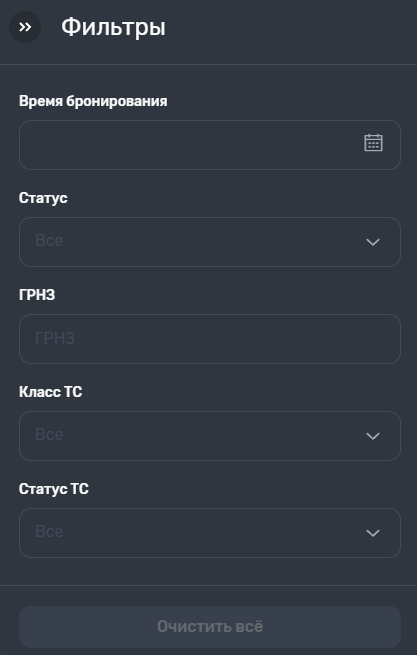 Фильтры
Время бронирования
Статус
Все
ГРНЗ
ГРНЗ
Класс ТС
Все
Статус ТС
Все
Очистить всё